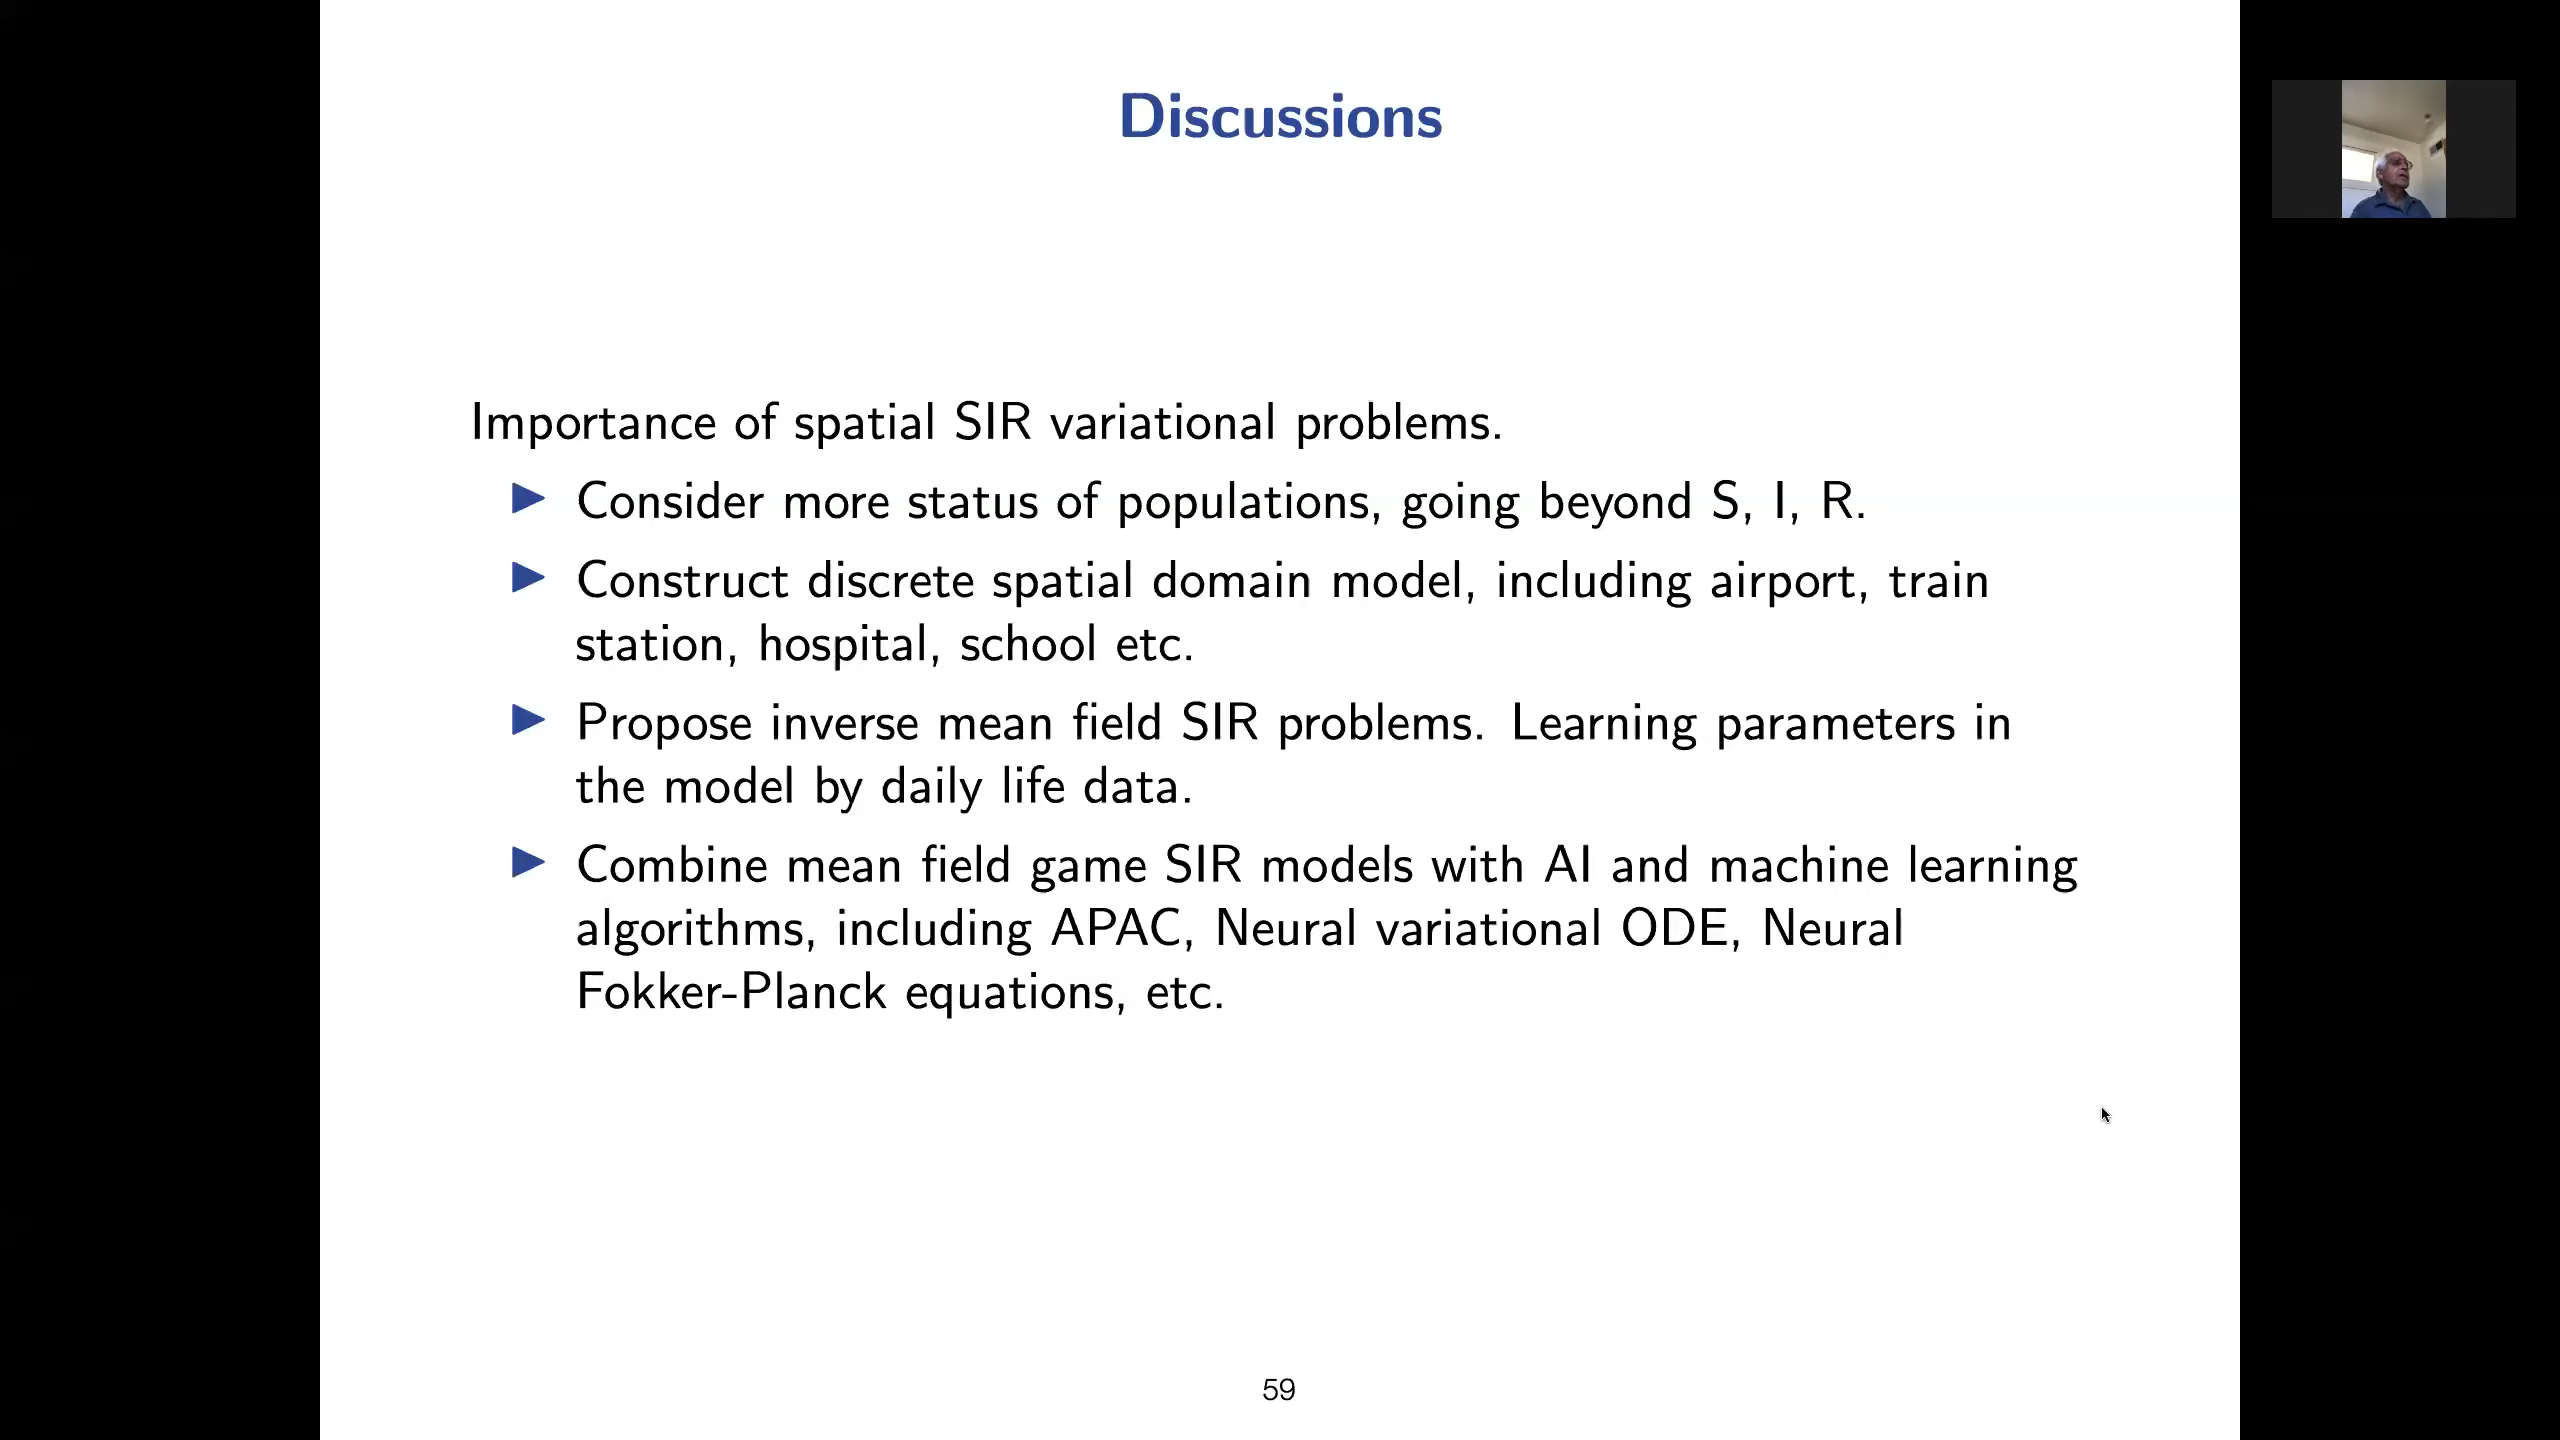 Discussions
Importance of spatial SIR variational problems.
Consider more status of populations, going beyond S, I, R.
Construct discrete spatial domain model, including airport, train
station, hospital, school etc.
Propose inverse mean field SIR problems. Learning parameters in
the model by daily life data.
Combine mean field game SIR models with AI and machine learning
algorithms, including APAC, Neural variational ODE, Neural
Fokker-Planck equations, etc.
59